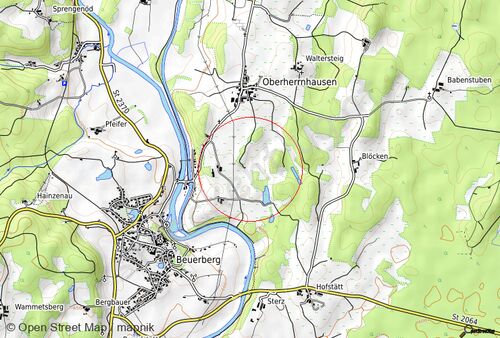 Sprengenöd
Waltersteig
Oberherrnhausen
Babenstuben
St 2370
Pfeifer
Blöcken
Hainzenau
Beuerberg
Hofstätt
Wammetsberg
Bergbauer
Sterz
St 2064
© Open Street Map / mapnik